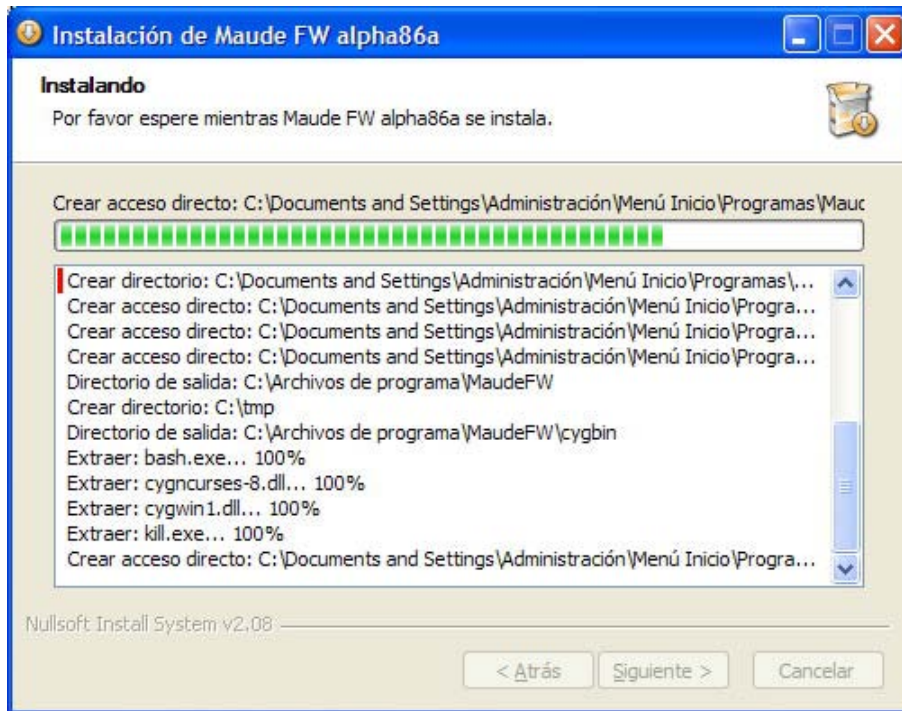 Instalación de Maude FW alpha86a
Instalando
Por favor espere mientras Maude FW alpha86a se instala.
Crear acceso directo: C:\Documents and Settings\Administración\Menú Inicio\Programas\Mauc
Crear directorio: C:\Documents and Settings\Administración\Menú Inicio\Programas\...
Crear acceso directo: C:\Documents and Settings\Administración\Menú Inicio\Progra...
Crear acceso directo: C:\Documents and Settings\Administración\Menú Inicio\Progra...
Crear acceso directo: C:\Documents and Settings\Administración\Menú Inicio\Progra...
Directorio de salida: C:\Archivos de programa\MaudeFW
Crear directorio: C:\tmp
Directorio de salida: C:\Archivos de programa\MaudeFW\cygbin
Extraer: bash.exe... 100%
Extraer: cygncurses-8.dll... 100%
Extraer: cygwin1.dll... 100%
Extraer: kill.exe... 100%
Crear acceso directo: C:\Documents and Settings\Administración\Menú Inicio\Progra...
Nullsoft Install System v2.08
< Atrás Siguiente > Cancelar